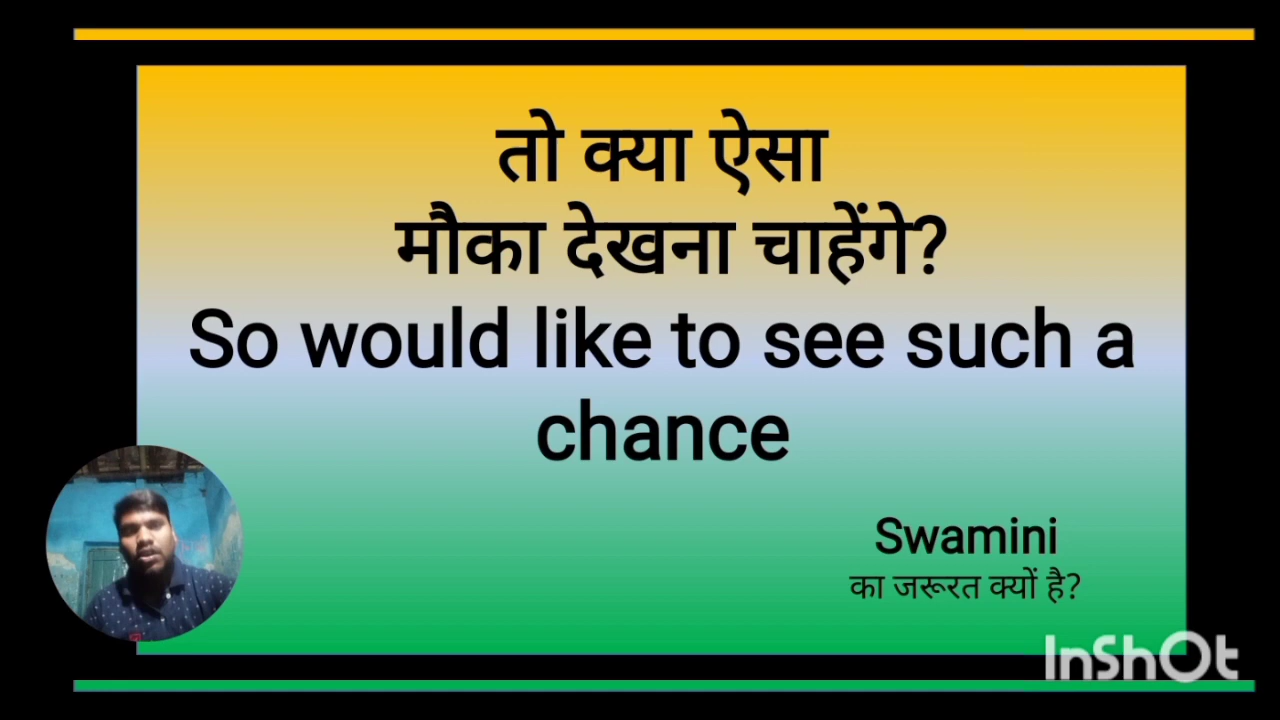 तो क्या ऐसा
मौका देखना चाहेंगे?
So would like to see such a
chance
Swamini
का जरूरत क्यों है?
InShOt